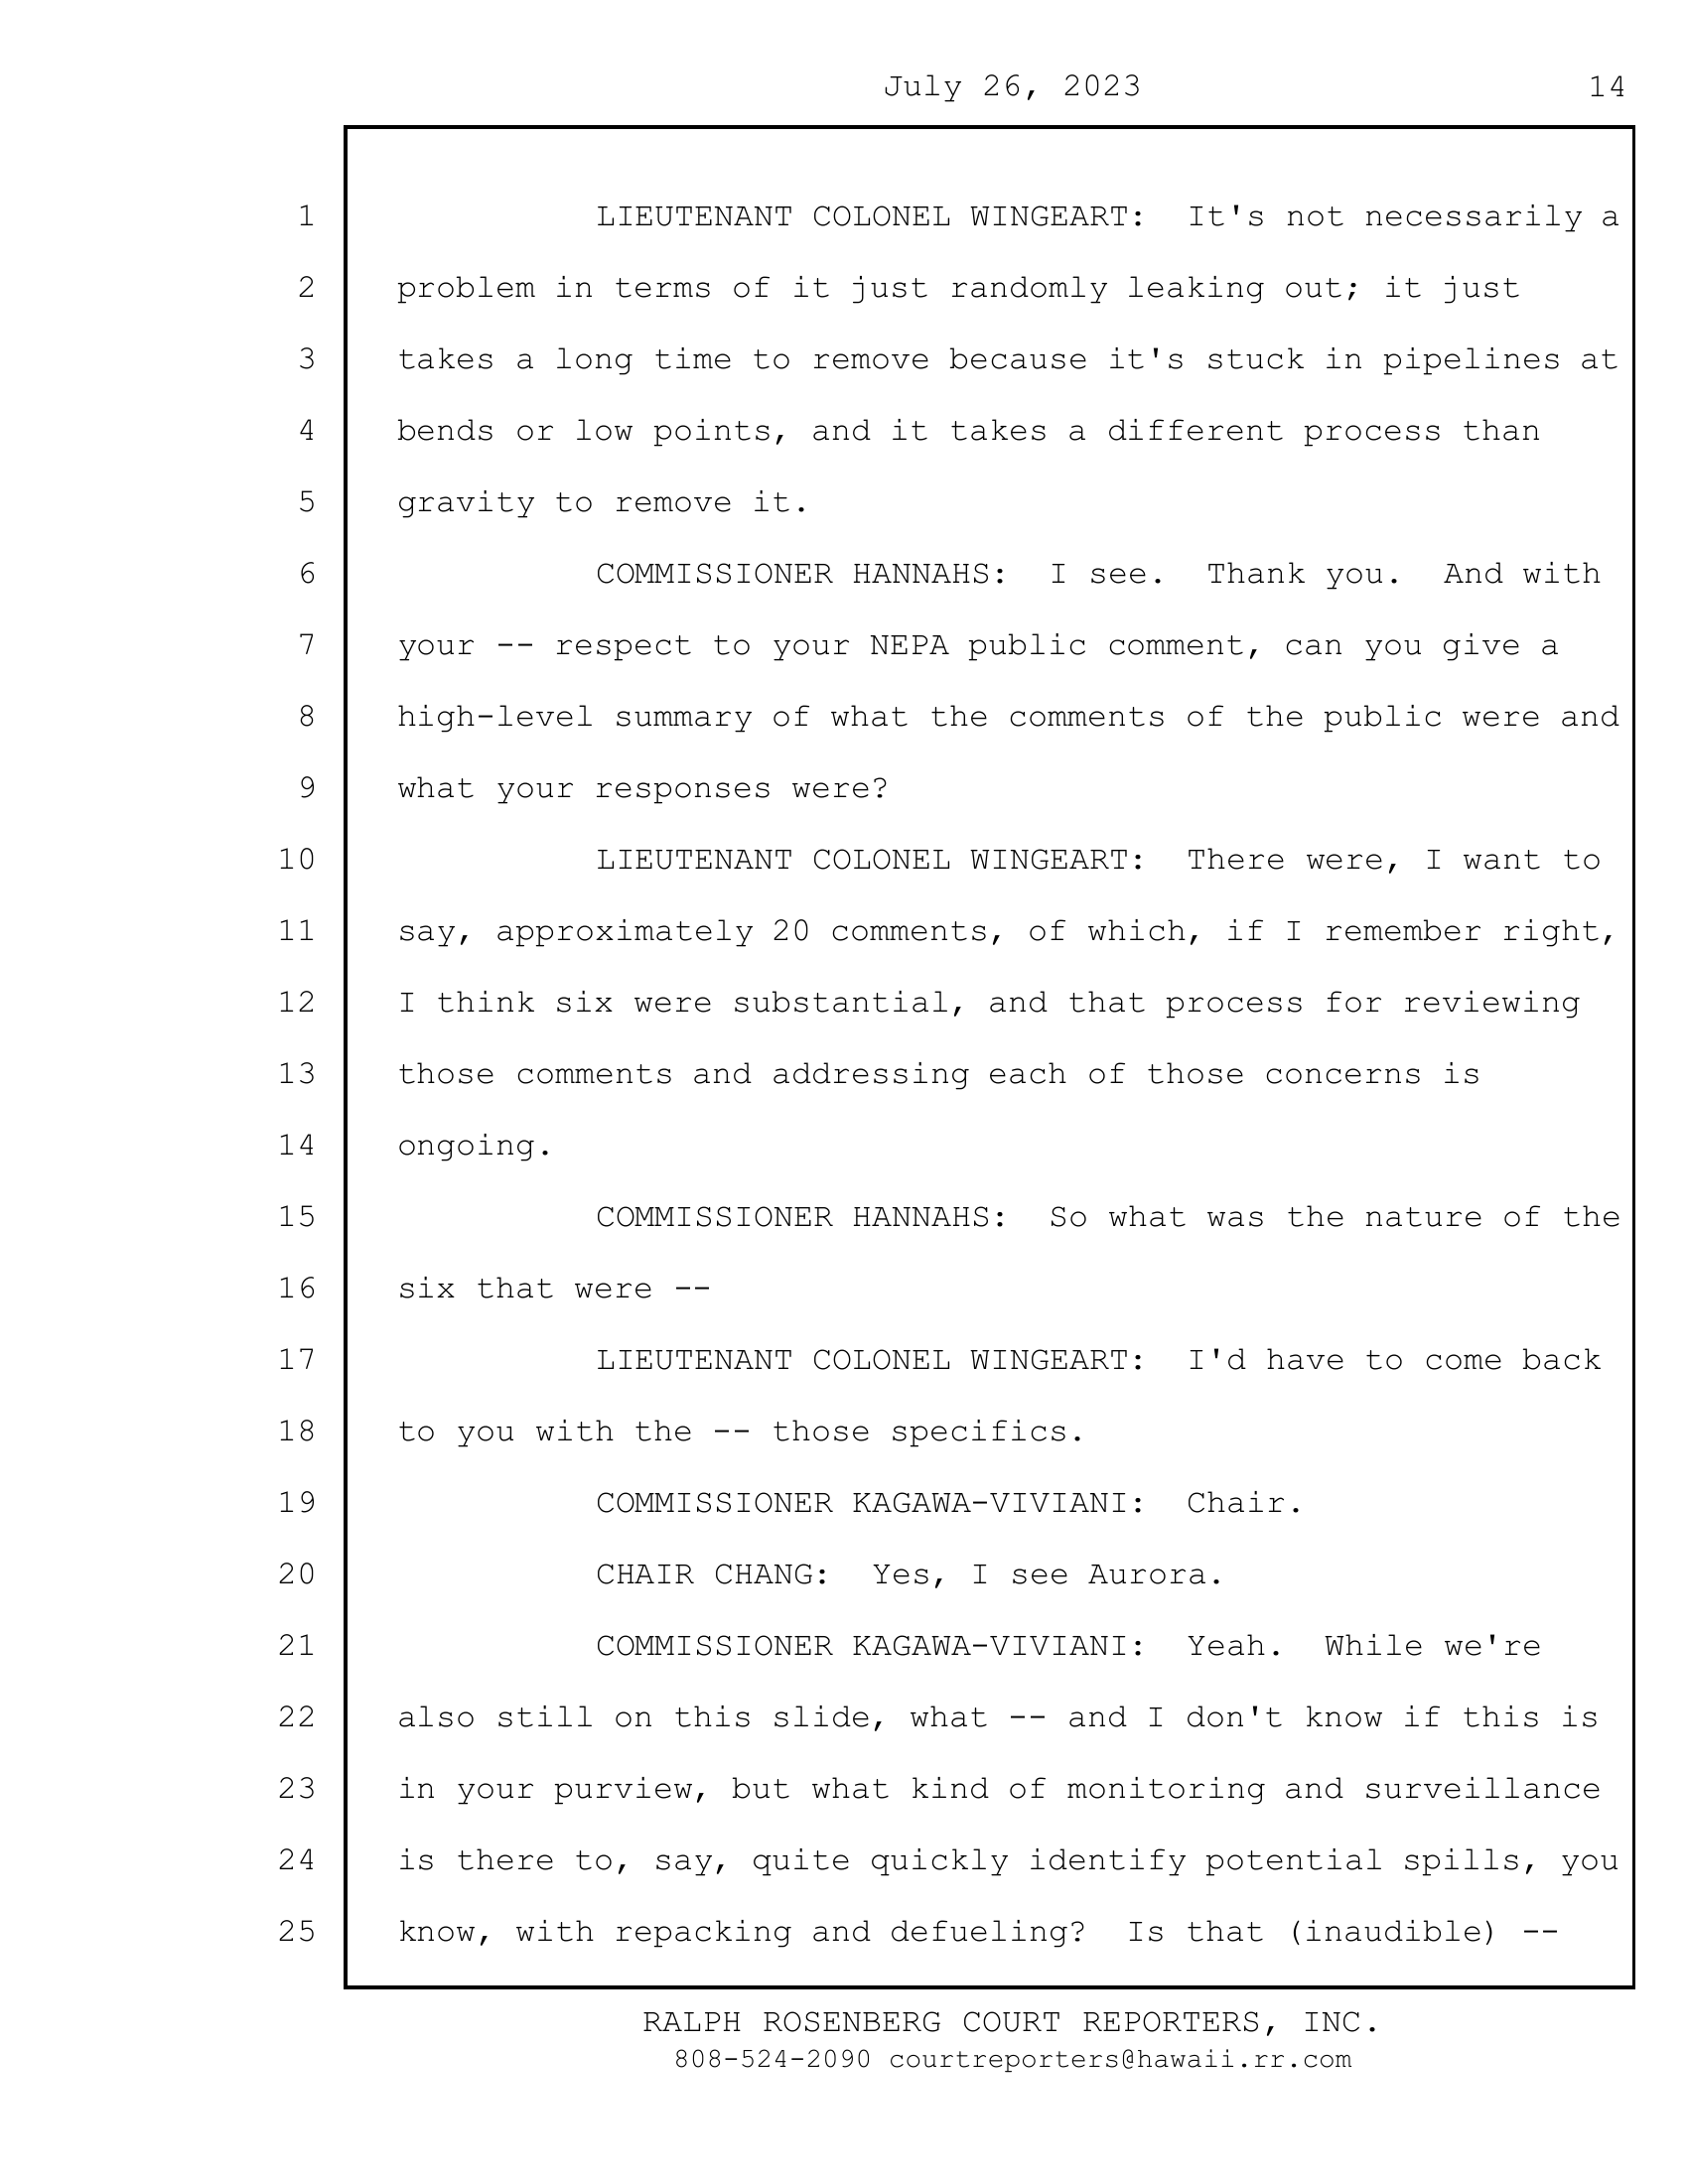 July 26, 2023 14
1 LIEUTENANT COLONEL WINGEART: It's not necessarily a
2 problem in terms of it just randomly leaking out; it just
3 takes a long time to remove because it's stuck in pipelines at
4 bends or low points, and it takes a different process than
5 gravity to remove it.
6 COMMISSIONER HANNAHS: I see. Thank you. And with
7 your -- respect to your NEPA public comment, can you give a
8 high-level summary of what the comments of the public were and
9 what your responses were?
10 LIEUTENANT COLONEL WINGEART: There were, I want to
11 say, approximately 20 comments, of which, if I remember right,
12 I think six were substantial, and that process for reviewing
13 those comments and addressing each of those concerns is
14 ongoing.
15 COMMISSIONER HANNAHS: So what was the nature of the
16 six that were --
17 LIEUTENANT COLONEL WINGEART: I'd have to come back
18 to you with the -- those specifics.
19 COMMISSIONER KAGAWA-VIVIANI: Chair.
20 CHAIR CHANG: Yes, I see Aurora.
21 COMMISSIONER KAGAWA-VIVIANI: Yeah. While we're
22 also still on this slide, what -- and I don't know if this is
23 in your purview, but what kind of monitoring and surveillance
24 is there to, say, quite quickly identify potential spills, you
25 know, with repacking and defueling? Is that (inaudible) --
RALPH ROSENBERG COURT REPORTERS, INC.
808-524-2090 courtreporters@hawaii.rr.com